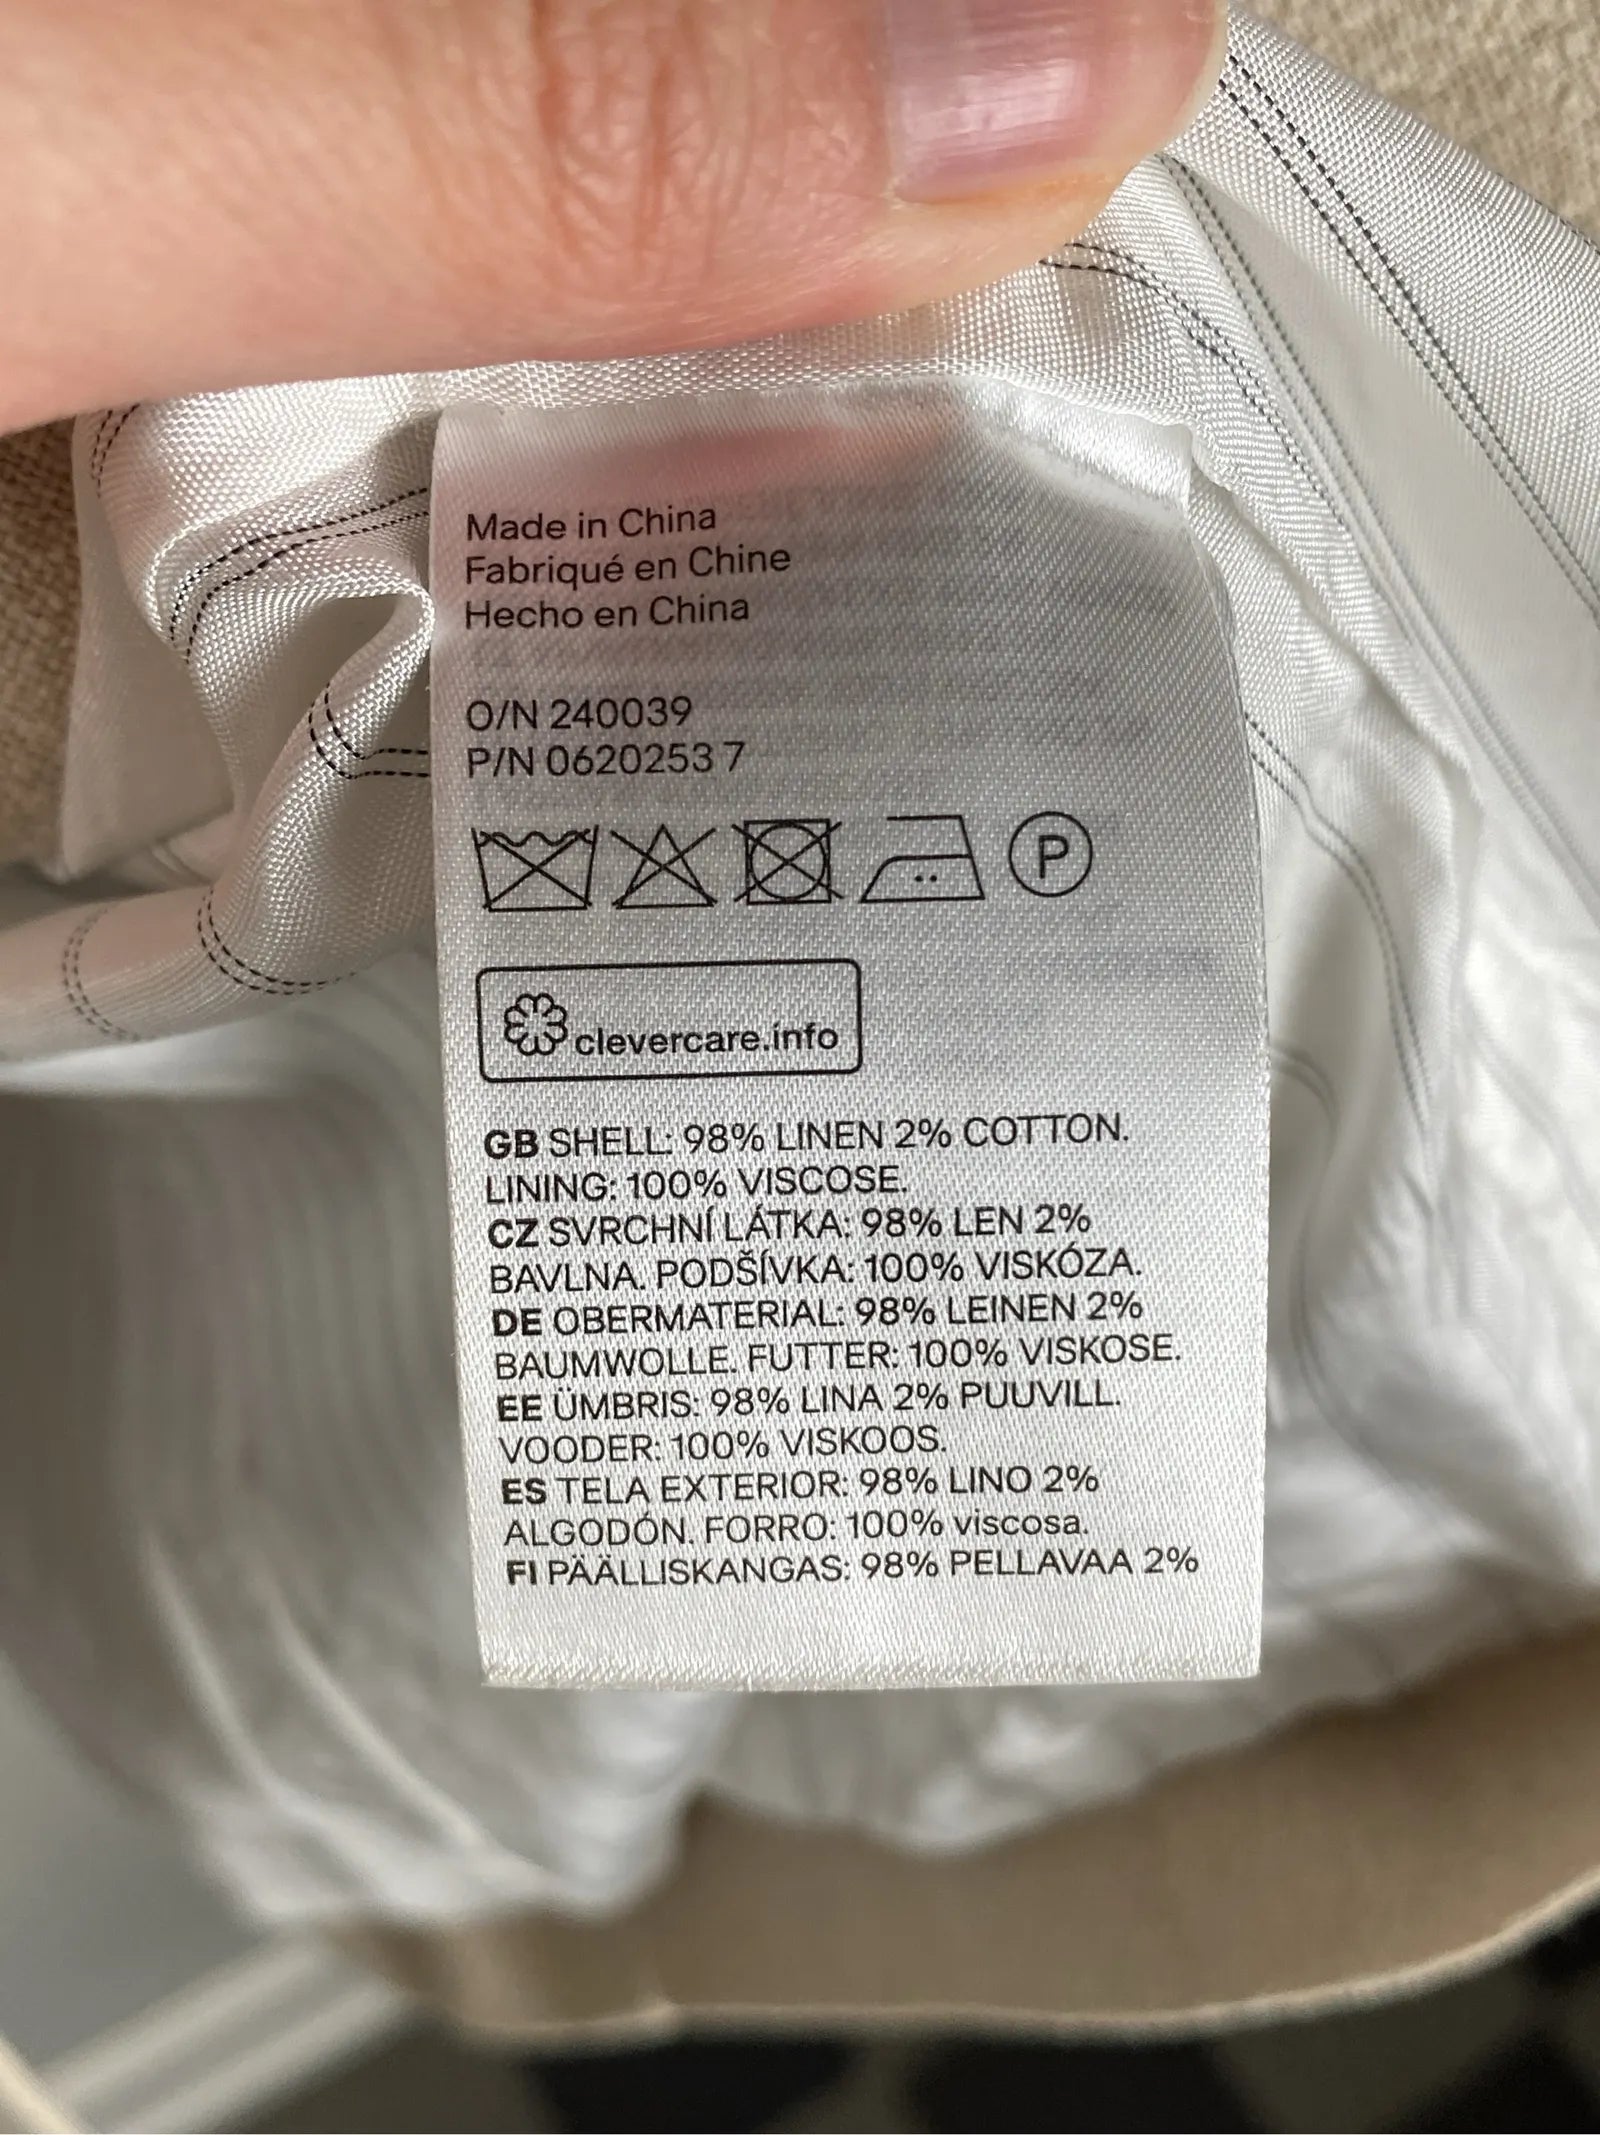 Made in China
Fabriqué en Chine
Hecho en China
O/N 240039
P/N 0620253 7
P
clevercare.info
GB SHELL: 98% LINEN 2% COTTON.
LINING: 100% VISCOSE.
CZ SVRCHNÍ LÁTKA: 98% LEN 2%
BAVLNA. PODŠÍVKA: 100% VISKÓZA.
DE OBERMATERIAL: 98% LEINEN 2%
BAUMWOLLE. FUTTER: 100% VISKOSE.
EE ÜMBRIS: 98% LINA 2% PUUVILL.
VOODER: 100% VISKOOS.
ES TELA EXTERIOR: 98% LINO 2%
ALGODÓN. FORRO: 100% viscosa.
FI PÄÄLLISKANGAS: 98% PELLAVAA 2%